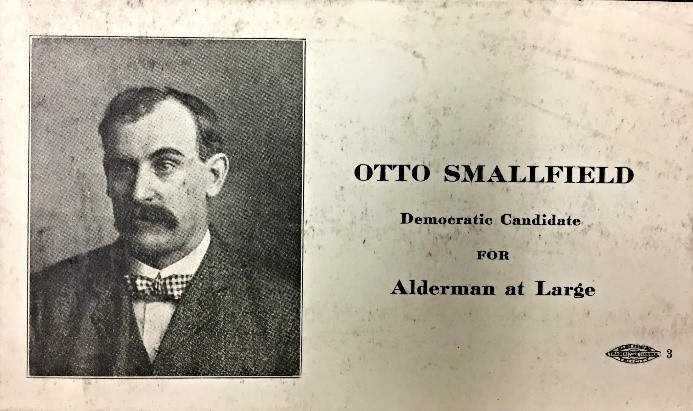 OTTO SMALLFIELD
Democratic Candidate
FOR
Alderman at Large
3